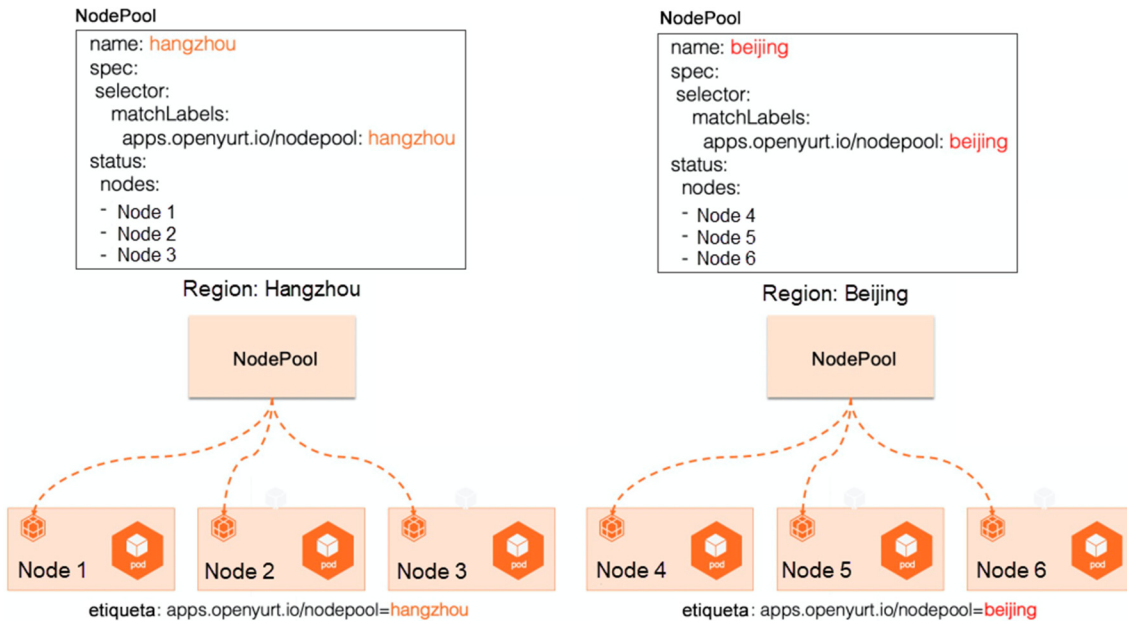 NodePool
name: hangzhou
spec:
selector:
matchLabels:
apps.openyurt.io/nodepool: hangzhou
status:
nodes:
- Node 1
- Node 2
- Node 3
Region: Hangzhou
NodePool
Node 1
pod
Node 2
pod
Node 3
pod
etiqueta: apps.openyurt.io/nodepool=hangzhou
NodePool
name: beijing
spec:
selector:
matchLabels:
apps.openyurt.io/nodepool: beijing
status:
nodes:
- Node 4
- Node 5
- Node 6
Region: Beijing
NodePool
Node 4
pod
Node 5
pod
Node 6
pod
etiqueta: apps.openyurt.io/nodepool=beijing